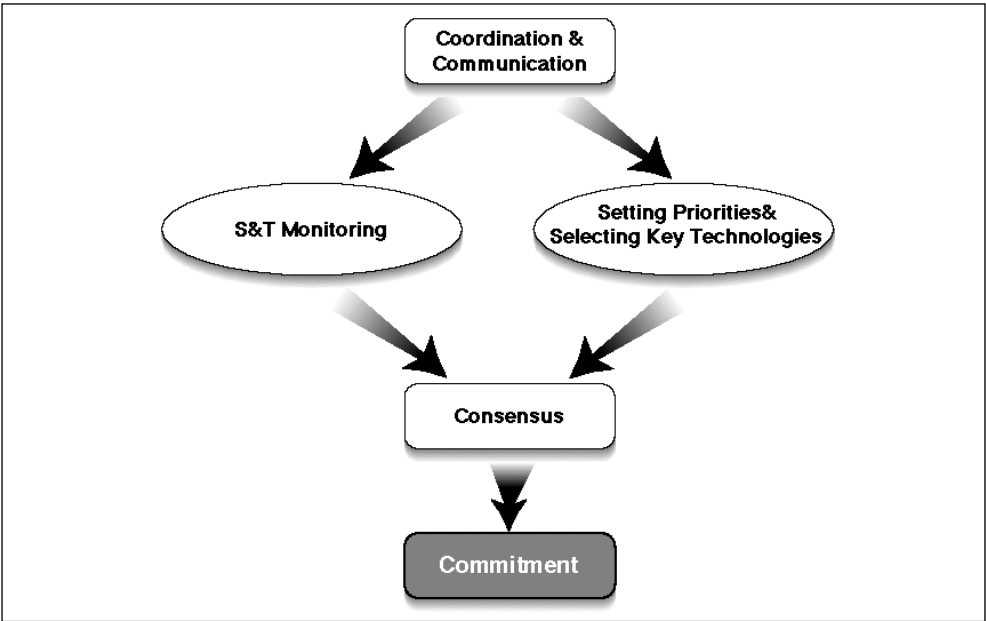 Coordination &
Communication
S&T Monitoring
Setting Priorities&
Selecting Key Technologies
Consensus
Commitment